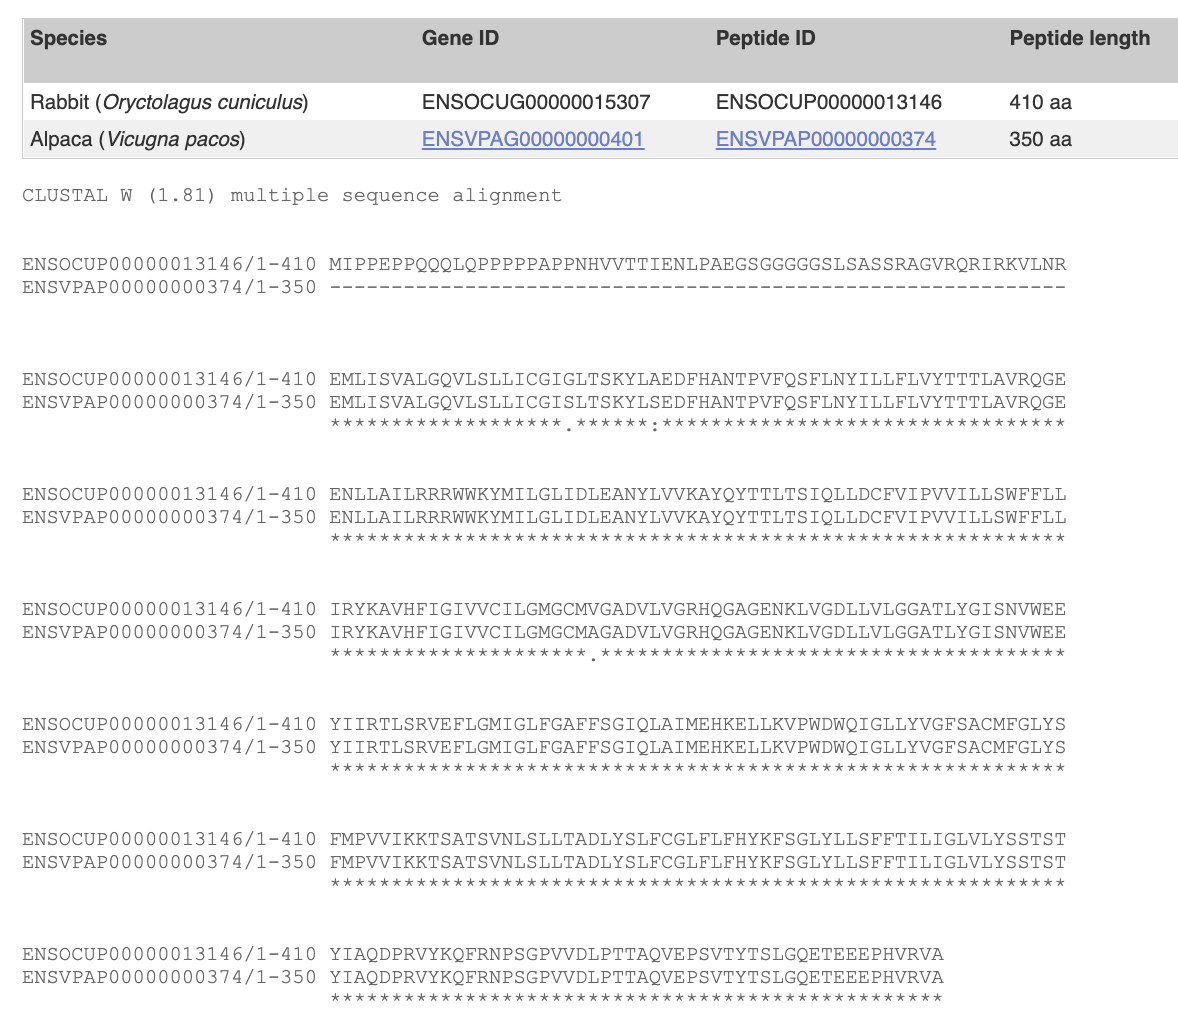 Species Gene ID Peptide ID Peptide length
Rabbit (Oryctolagus cuniculus) ENSOCUG00000015307 ENSOCUP00000013146 410 aa
Alpaca (Vicugna pacos) ENSVPAG00000000401 ENSVPAP00000000374 350 aa
CLUSTAL W (1.81) multiple sequence alignment
ENSOCUP00000013146/1-410 MIPPEPPQQQLQPPPPPAPPNHVVTTIENLPAEGSGGGGGSLSASSRAGVRQRIRKVLNR
ENSVPAP00000000374/1-350 ------------------------------------------------------------
ENSOCUP00000013146/1-410 EMLISVALGQVLSLLICGIGLTSKYLAEDFHANTPVFQSFLNYILLFLVYTTTLAVRQGE
ENSVPAP00000000374/1-350 EMLISVALGQVLSLLICGISLTSKYLSEDFHANTPVFQSFLNYILLFLVYTTTLAVRQGE
*******************.******:*********************************
ENSOCUP00000013146/1-410 ENLLAILRRRWWKYMILGLIDLEANYLVVKAYQYTTLTSIQLLDCFVIPVVILLSWFFLL
ENSVPAP00000000374/1-350 ENLLAILRRRWWKYMILGLIDLEANYLVVKAYQYTTLTSIQLLDCFVIPVVILLSWFFLL
************************************************************
ENSOCUP00000013146/1-410 IRYKAVHFIGIVVCILGMGCMVGADVLVGRHQGAGENKLVGDLLVLGGATLYGISNVWEE
ENSVPAP00000000374/1-350 IRYKAVHFIGIVVCILGMGCMAGADVLVGRHQGAGENKLVGDLLVLGGATLYGISNVWEE
*********************.**************************************
ENSOCUP00000013146/1-410 YIIRTLSRVEFLGMIGLFGAFFSGIQLAIMEHKELLKVPWDWQIGLLYVGFSACMFGLYS
ENSVPAP00000000374/1-350 YIIRTLSRVEFLGMIGLFGAFFSGIQLAIMEHKELLKVPWDWQIGLLYVGFSACMFGLYS
************************************************************
ENSOCUP00000013146/1-410 FMPVVIKKTSATSVNLSLLTADLYSLFCGLFLFHYKFSGLYLLSFFTILIGLVLYSSTST
ENSVPAP00000000374/1-350 FMPVVIKKTSATSVNLSLLTADLYSLFCGLFLFHYKFSGLYLLSFFTILIGLVLYSSTST
************************************************************
ENSOCUP00000013146/1-410 YIAQDPRVYKQFRNPSGPVVDLPTTAQVEPSVTYTSLGQETEEEPHVRVA
ENSVPAP00000000374/1-350 YIAQDPRVYKQFRNPSGPVVDLPTTAQVEPSVTYTSLGQETEEEPHVRVA
**************************************************